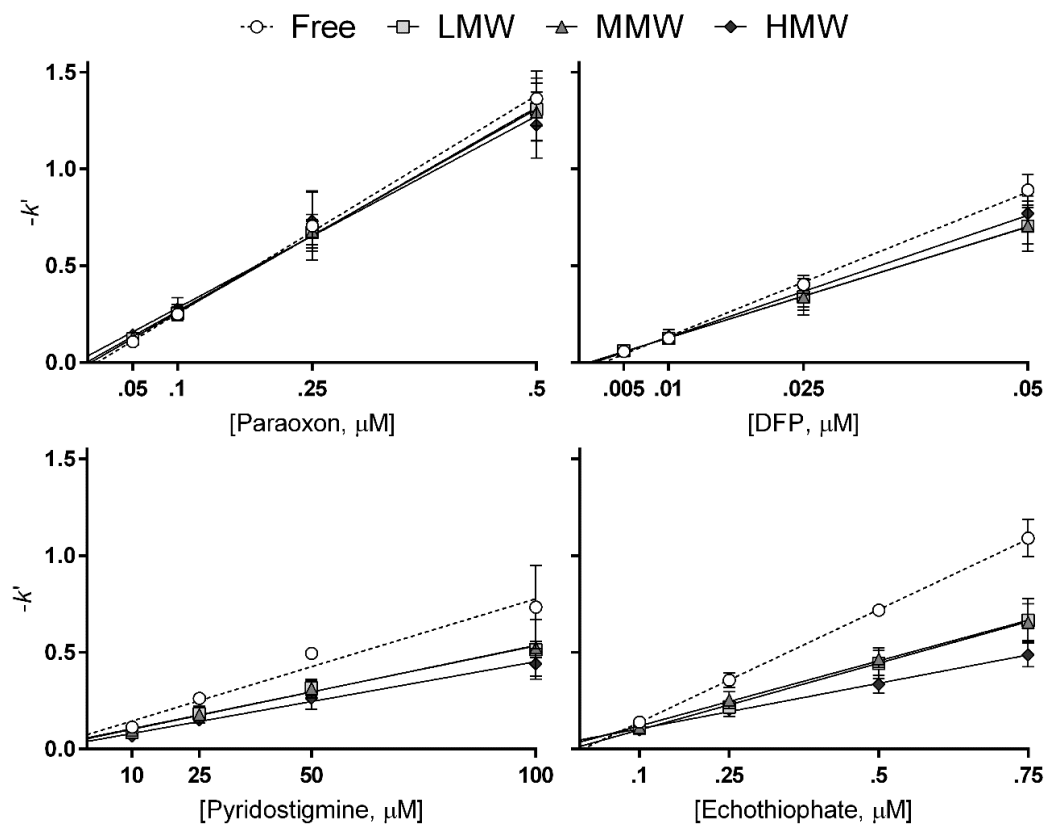 Free LMW MMW HMW
1.5
1.0
0.5
0.0
-k'
.05 .1 .25 .5
[Paraoxon, μM]
.005 .01 .025 .05
[DFP, μM]
1.5
1.0
0.5
0.0
-k'
10 25 50 100
[Pyridostigmine, μM]
.1 .25 .5 .75
[Echothiophate, μM]